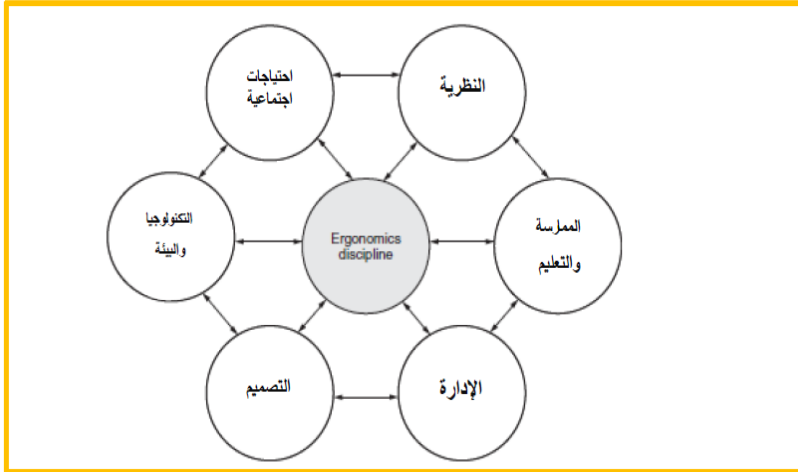 احتياجات
اجتماعية
النظرية
التكنولوجيا
والبيئة
Ergonomics
discipline
الممارسة
والتعليم
التصميم
الإدارة